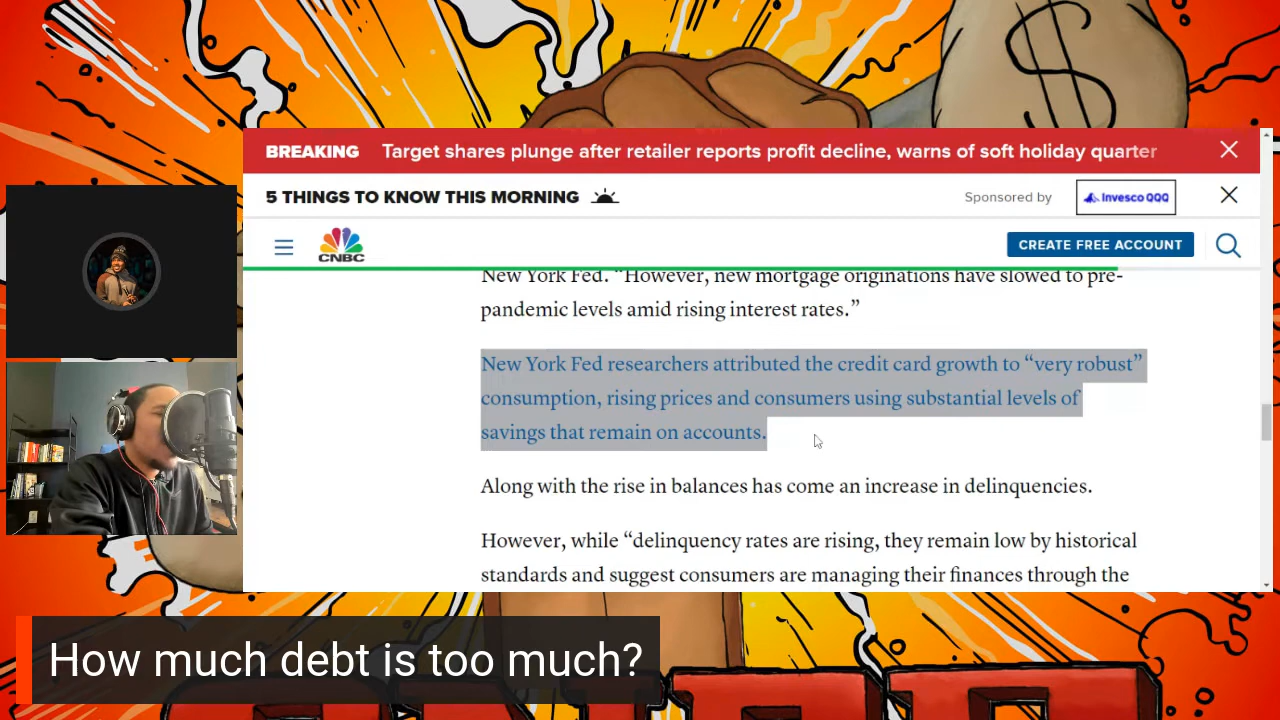 $
BREAKING Target shares plunge after retailer reports profit decline, warns of soft holiday quarter
5 THINGS TO KNOW THIS MORNING Sponsored by Invesco QQQ
CNBC CREATE FREE ACCOUNT
New York Fed. “However, new mortgage originations have slowed to pre-
pandemic levels amid rising interest rates.”
New York Fed researchers attributed the credit card growth to “very robust”
consumption, rising prices and consumers using substantial levels of
savings that remain on accounts.
Along with the rise in balances has come an increase in delinquencies.
However, while “delinquency rates are rising, they remain low by historical
standards and suggest consumers are managing their finances through the
How much debt is too much?